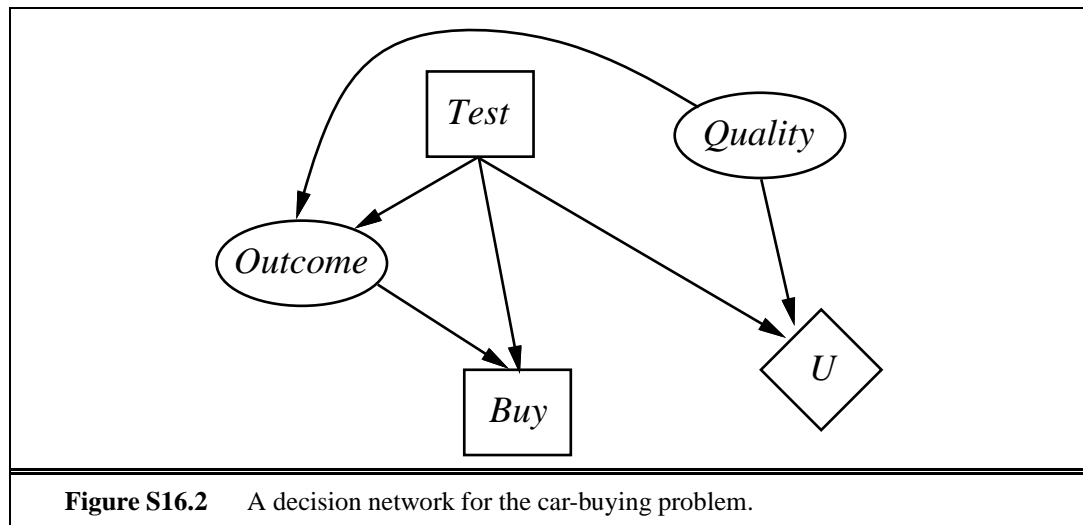 Test
Quality
Outcome
U
Buy
Figure S16.2 A decision network for the car-buying problem.